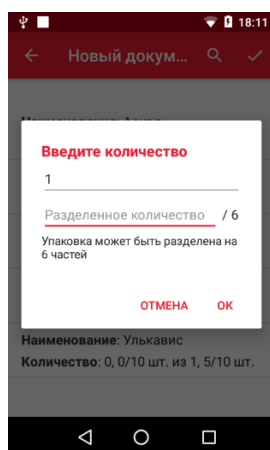 18:11
Новый докум...
Введите количество
1
Разделенное количество / 6
Упаковка может быть разделена на
6 частей
ОТМЕНА ОК
Наименование: Улькавис
Количество: 0, 0/10 шт. из 1, 5/10 шт.